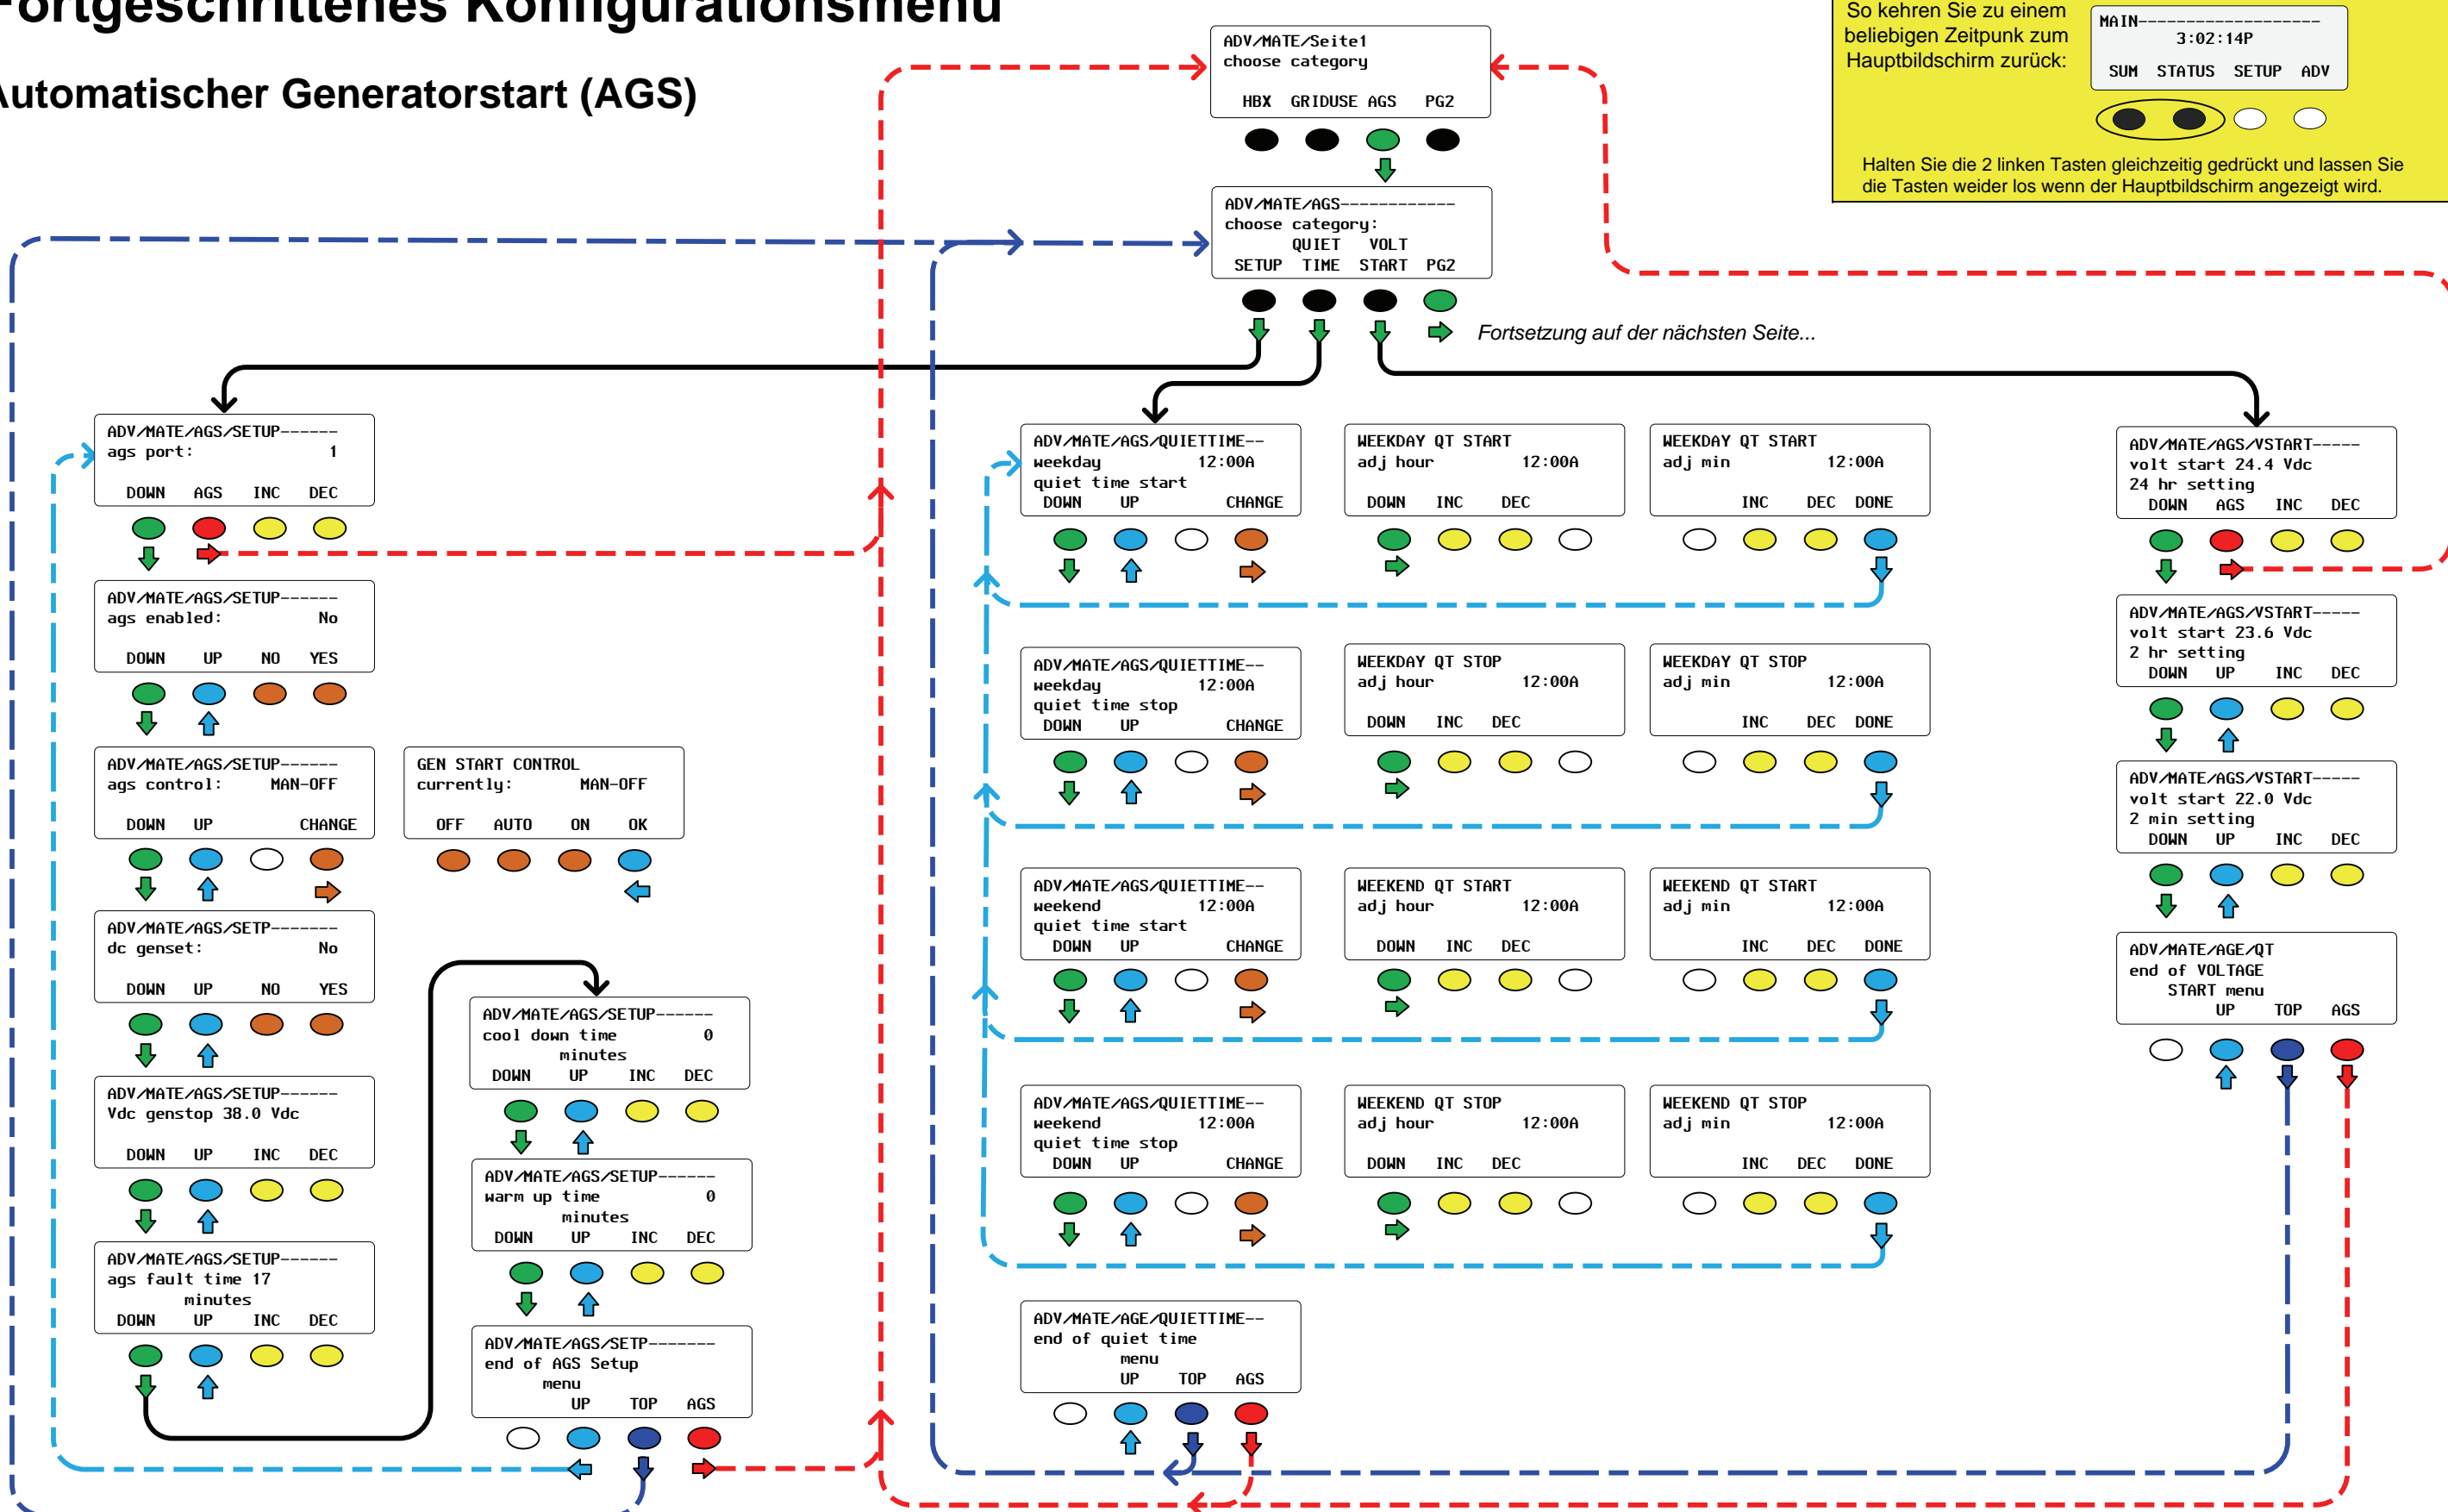 Fortgeschrittenes Konfigurationsmenü
Automatischer Generatorstart (AGS)
So kehren Sie zu einem
beliebigen Zeitpunk zum
Hauptbildschirm zurück:
MAIN-------------------
3:02:14P
SUM STATUS SETUP ADV
Halten Sie die 2 linken Tasten gleichzeitig gedrückt und lassen Sie
die Tasten weider los wenn der Hauptbildschirm angezeigt wird.
ADV/MATE/Seite1
choose category
HBX GRIDUSE AGS PG2
ADV/MATE/AGS------------
choose category:
QUIET VOLT
SETUP TIME START PG2
Fortsetzung auf der nächsten Seite...
ADV/MATE/AGS/SETUP------
ags port: 1
DOWN AGS INC DEC
ADV/MATE/AGS/SETUP------
ags enabled: No
DOWN UP NO YES
ADV/MATE/AGS/SETUP------
ags control: MAN-OFF
DOWN UP CHANGE
GEN START CONTROL
currently: MAN-OFF
OFF AUTO ON OK
ADV/MATE/AGS/SETP-------
dc genset: No
DOWN UP NO YES
ADV/MATE/AGS/SETUP------
Vdc genstop 38.0 Vdc
DOWN UP INC DEC
ADV/MATE/AGS/SETUP------
ags fault time 17
minutes
DOWN UP INC DEC
ADV/MATE/AGS/SETUP------
cool down time 0
minutes
DOWN UP INC DEC
ADV/MATE/AGS/SETUP------
warm up time 0
minutes
DOWN UP INC DEC
ADV/MATE/AGS/SETP-------
end of AGS Setup
menu
UP TOP AGS
ADV/MATE/AGS/QUIETTIME--
weekday 12:00A
quiet time start
DOWN UP CHANGE
WEEKDAY QT START
adj hour 12:00A
DOWN INC DEC
WEEKDAY QT START
adj min 12:00A
INC DEC DONE
ADV/MATE/AGS/QUIETTIME--
weekday 12:00A
quiet time stop
DOWN UP CHANGE
WEEKDAY QT STOP
adj hour 12:00A
DOWN INC DEC
WEEKDAY QT STOP
adj min 12:00A
INC DEC DONE
ADV/MATE/AGS/QUIETTIME--
weekend 12:00A
quiet time start
DOWN UP CHANGE
WEEKEND QT START
adj hour 12:00A
DOWN INC DEC
WEEKEND QT START
adj min 12:00A
INC DEC DONE
ADV/MATE/AGS/QUIETTIME--
weekend 12:00A
quiet time stop
DOWN UP CHANGE
WEEKEND QT STOP
adj hour 12:00A
DOWN INC DEC
WEEKEND QT STOP
adj min 12:00A
INC DEC DONE
ADV/MATE/AGE/QUIETTIME--
end of quiet time
menu
UP TOP AGS
ADV/MATE/AGS/VSTART-----
volt start 24.4 Vdc
24 hr setting
DOWN AGS INC DEC
ADV/MATE/AGS/VSTART-----
volt start 23.6 Vdc
2 hr setting
DOWN UP INC DEC
ADV/MATE/AGS/VSTART-----
volt start 22.0 Vdc
2 min setting
DOWN UP INC DEC
ADV/MATE/AGE/QT
end of VOLTAGE
START menu
UP TOP AGS